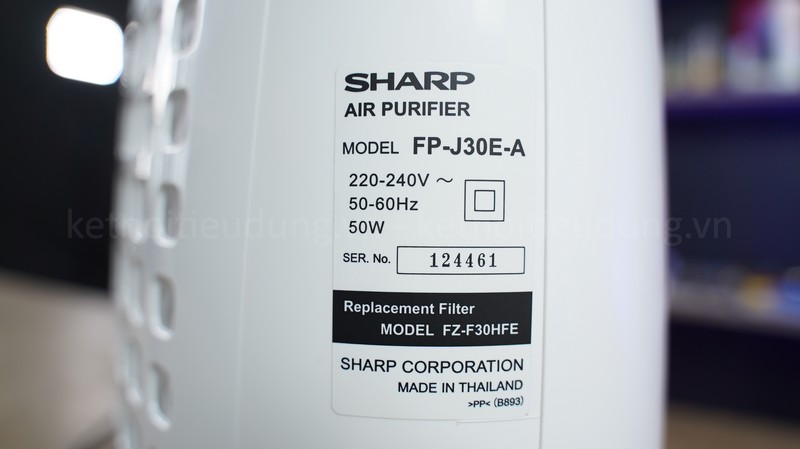 SHARP
AIR PURIFIER
MODEL FP-J30E-A
220-240V ~
50-60Hz
50W
SER. No. 124461
Replacement Filter
MODEL FZ-F30HFE
SHARP CORPORATION
MADE IN THAILAND
>PP< (B893)